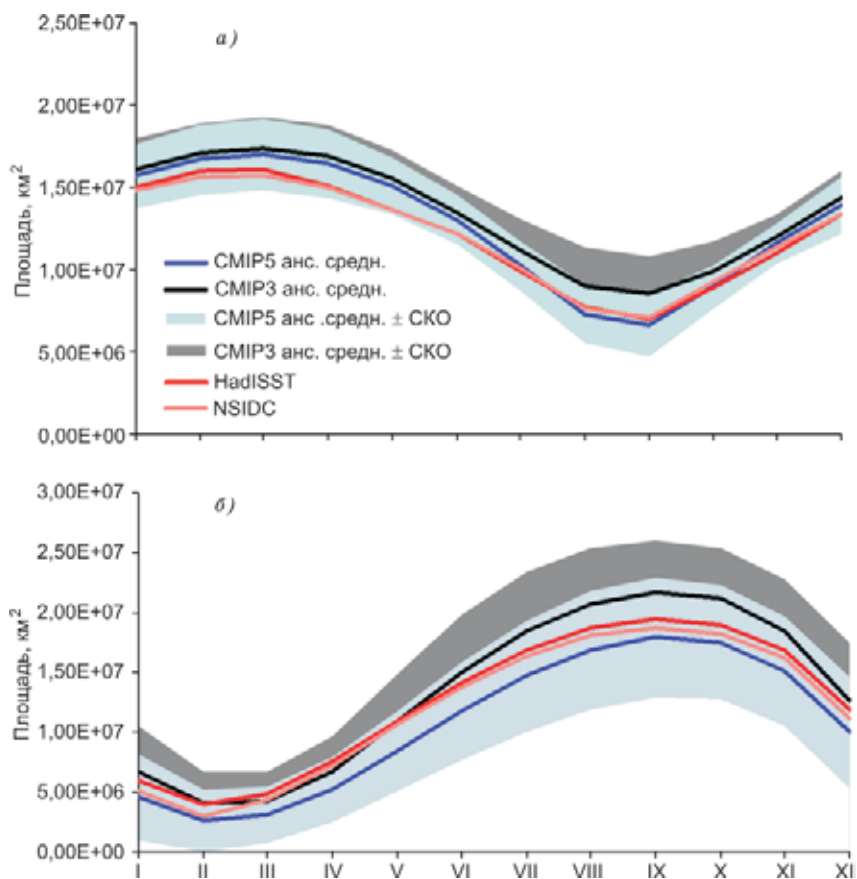 а)
2,50E+07
2,00E+07
1,50E+07
1,00E+07
5,00E+06
0,00E+00
Площадь, км²
CMIP5 анс. средн.
CMIP3 анс. средн.
CMIP5 анс .средн. ± СКО
CMIP3 анс. средн. ± СКО
HadISST
NSIDC
б)
3,00E+07
2,50E+07
2,00E+07
1,50E+07
1,00E+07
5,00E+06
0,00E+00
Площадь, км²
I II III IV V VI VII VIII IX X XI XI